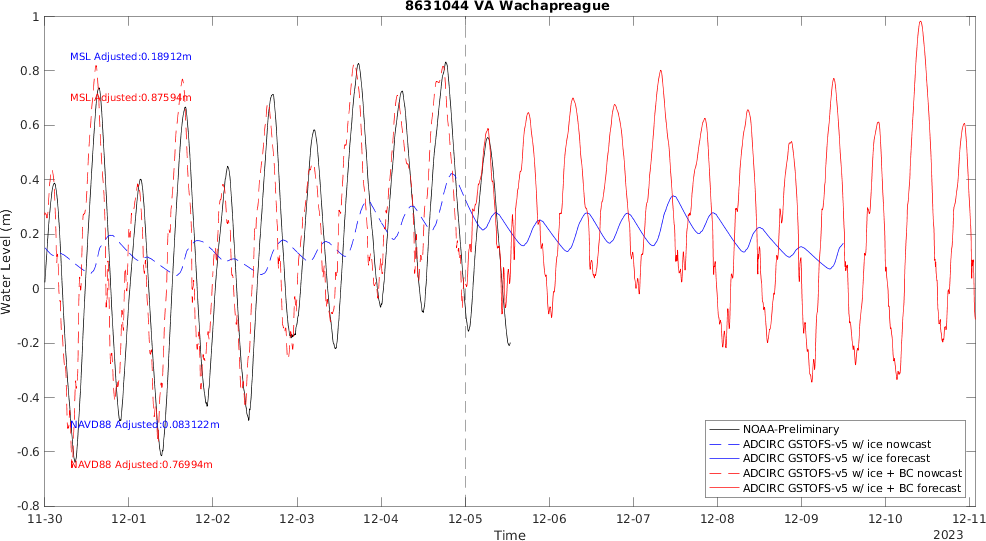 8631044 VA Wachapreague
1
0.8
0.6
0.4
0.2
0
-0.2
-0.4
-0.6
-0.8
Water Level (m)
MSL Adjusted:0.18912m
MSL Adjusted:0.87594m
NAVD88 Adjusted:0.083122m
NAVD88 Adjusted:0.76994m
NOAA-Preliminary
ADCIRC GSTOFS-v5 w/ ice nowcast
ADCIRC GSTOFS-v5 w/ ice forecast
ADCIRC GSTOFS-v5 w/ ice + BC nowcast
ADCIRC GSTOFS-v5 w/ ice + BC forecast
11-30 12-01 12-02 12-03 12-04 12-05 12-06 12-07 12-08 12-09 12-10 12-11
Time
2023